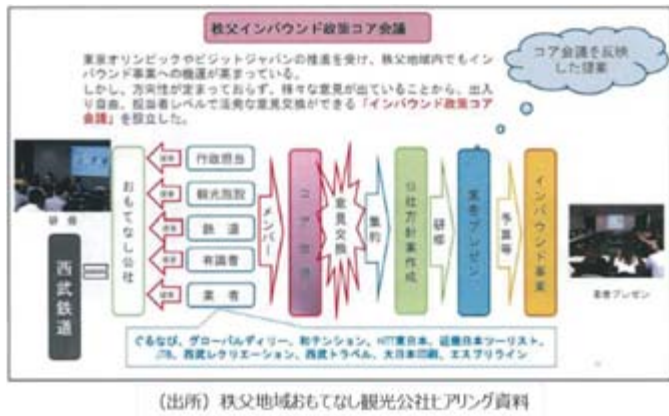 秩父インバウンド政策コア会議
東京オリンピックやビジットジャパンの推進を受け、秩父地域内でもイン
バウンド事業への機運が高まっている。
しかし、方向性が定まっておらず、様々な意見が出ていることから、出入
り自由、担当者レベルで活発な意見交換ができる「インバウンド政策コア
会議」を設立した。
コア会議を反映
した提案
研修
西武鉄道
おもてなし公社
行政担当
観光施設
鉄道
有識者
業者
メンバー
コア会議
意見交換
集約
公社方針案作成
研修
業者プレゼン
予算等
インバウンド事業
業者プレゼン
ぐるなび、グローバルデイリー、和テンション、NTT東日本、近畿日本ツーリスト、
JTB、西武レクリエーション、西武トラベル、大日本印刷、エスプリライン
(出所)秩父地域おもてなし観光公社ヒアリング資料